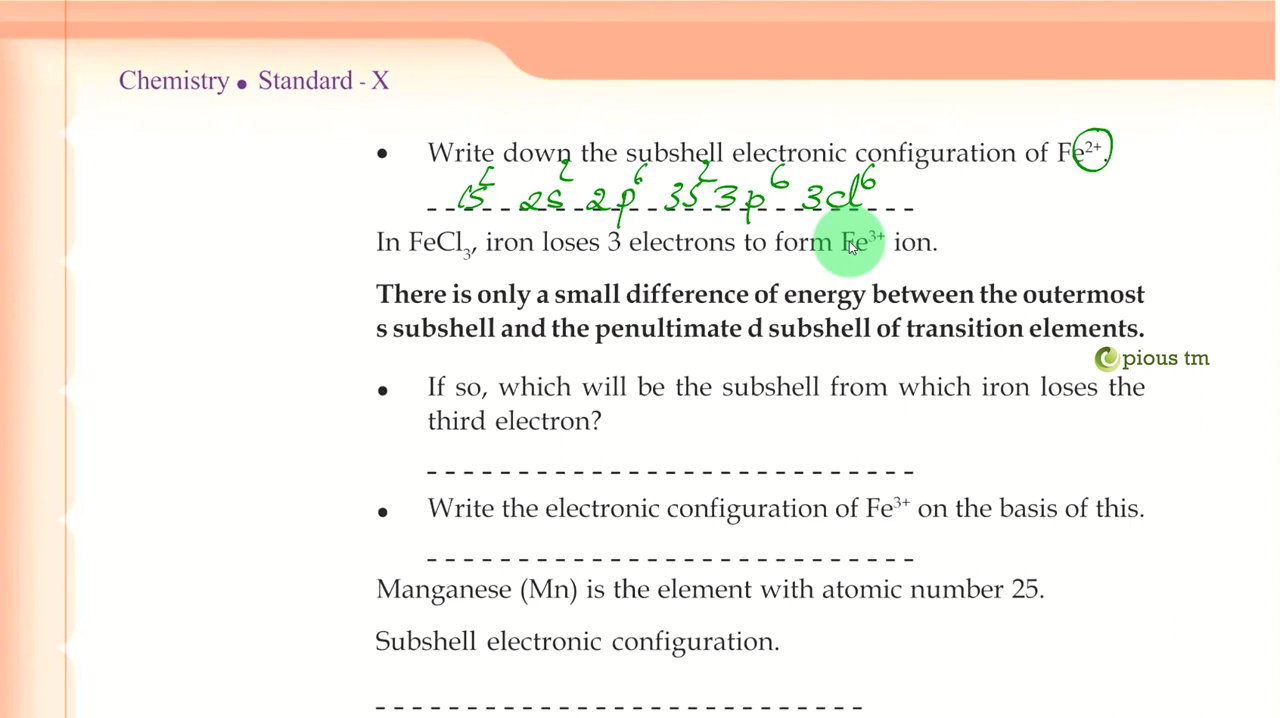 Chemistry • Standard - X
• Write down the subshell electronic configuration of Fe²⁺.
1s² 2s² 2p⁶ 3s² 3p⁶ 3d⁶
In FeCl₃, iron loses 3 electrons to form Fe³⁺ ion.
There is only a small difference of energy between the outermost
s subshell and the penultimate d subshell of transition elements.
pious tm
• If so, which will be the subshell from which iron loses the
third electron?
• Write the electronic configuration of Fe³⁺ on the basis of this.
Manganese (Mn) is the element with atomic number 25.
Subshell electronic configuration.